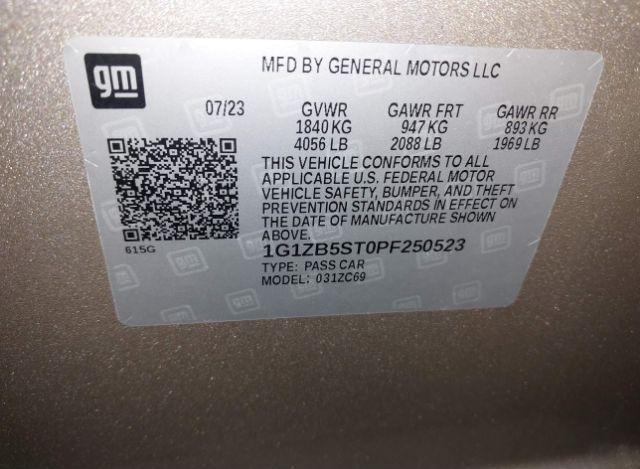 gm
MFD BY GENERAL MOTORS LLC
07/23 GVWR GAWR FRT GAWR RR
1840 KG 947 KG 893 KG
4056 LB 2088 LB 1969 LB
THIS VEHICLE CONFORMS TO ALL
APPLICABLE U.S. FEDERAL MOTOR
VEHICLE SAFETY, BUMPER, AND THEFT
PREVENTION STANDARDS IN EFFECT ON
THE DATE OF MANUFACTURE SHOWN
ABOVE.
615G
1G1ZB5ST0PF250523
TYPE: PASS CAR
MODEL: 031ZC69